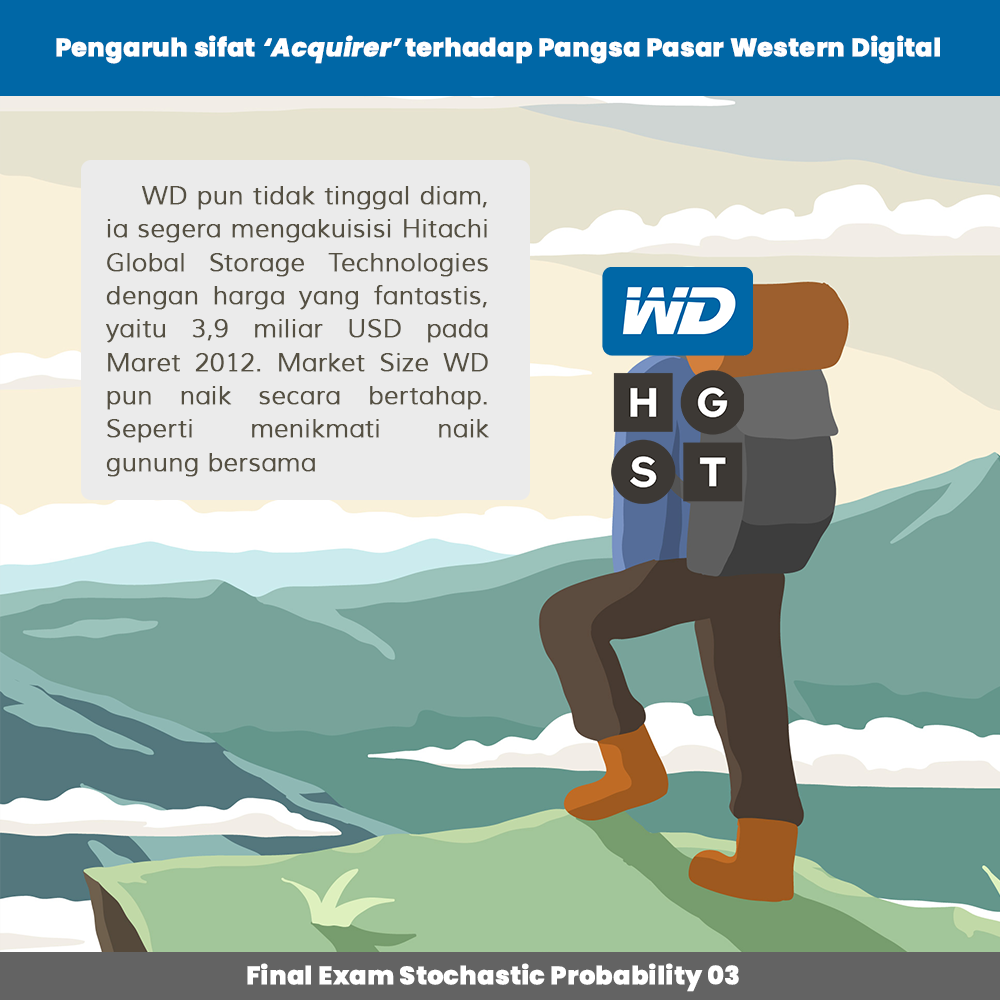 Pengaruh sifat ‘Acquirer’ terhadap Pangsa Pasar Western Digital
WD pun tidak tinggal diam,
ia segera mengakuisisi Hitachi
Global Storage Technologies
dengan harga yang fantastis,
yaitu 3,9 miliar USD pada
Maret 2012. Market Size WD
pun naik secara bertahap.
Seperti menikmati naik
gunung bersama
WD
H G
S T
Final Exam Stochastic Probability 03